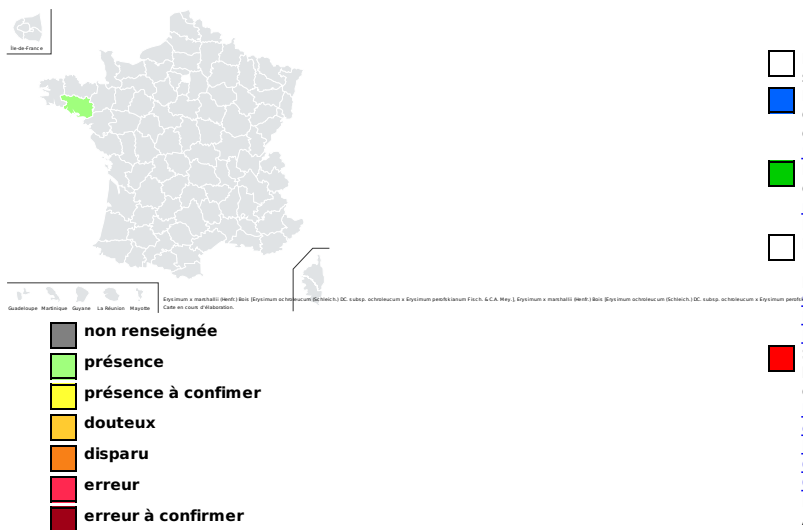 Île-de-France
Guadeloupe Martinique Guyane La Réunion Mayotte
Erysimum x marshallii (Henfr.) Bois [Erysimum ochroleucum (Schleich.) DC. subsp. ochroleucum x Erysimum perofskianum Fisch. & C.A. Mey.], Erysimum x marshallii (Henfr.) Bois [Erysimum ochroleucum (Schleich.) DC. subsp. ochroleucum x Erysimum
Carte en cours d'élaboration.
non renseignée
présence
présence à confimer
douteux
disparu
erreur
erreur à confirmer